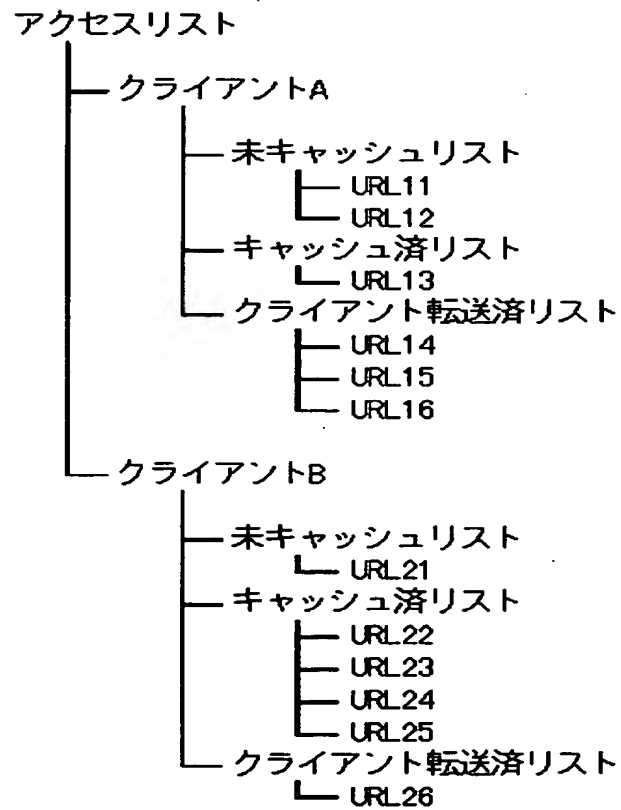 アクセスリスト
クライアントA
未キャッシュリスト
URL11
URL12
キャッシュ済リスト
URL13
クライアント転送済リスト
URL14
URL15
URL16
クライアントB
未キャッシュリスト
URL21
キャッシュ済リスト
URL22
URL23
URL24
URL25
クライアント転送済リスト
URL26